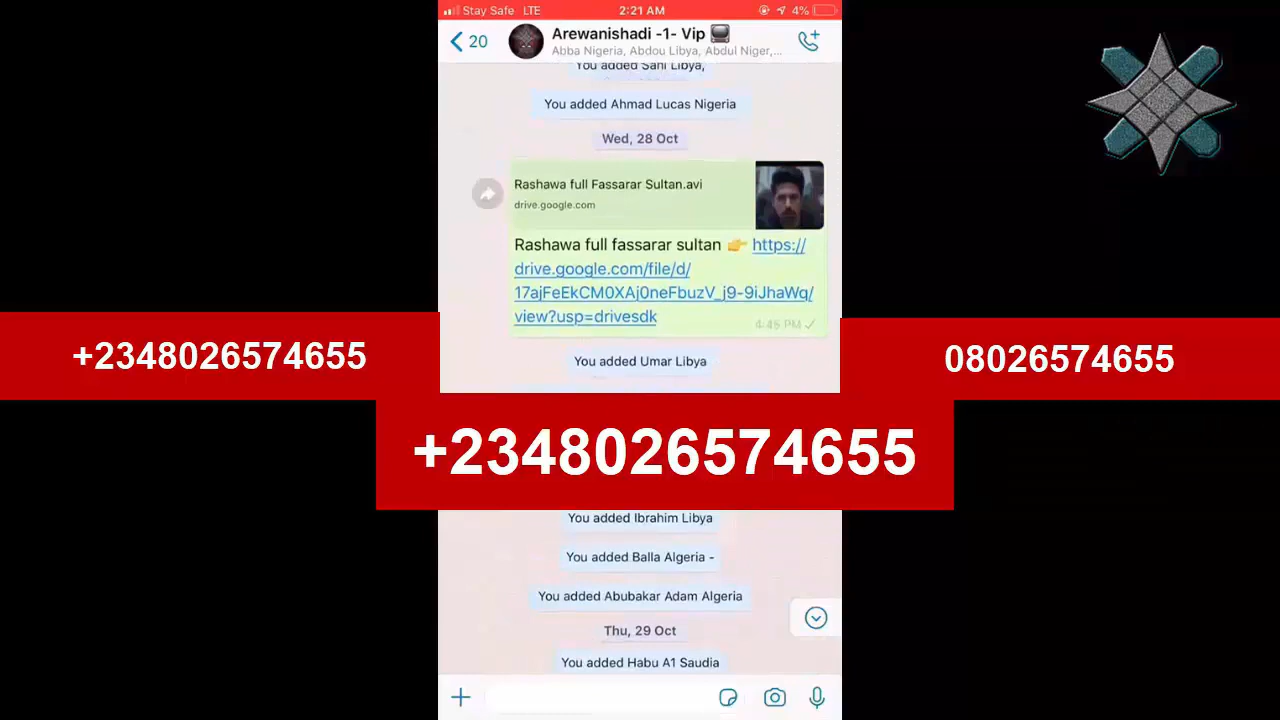 Stay Safe LTE 2:21 AM 4%
20
Arewanishadi -1- Vip
Abba Nigeria, Abdou Libya, Abdul Niger,...
You added Sani Libya,
You added Ahmad Lucas Nigeria
Wed, 28 Oct
Rashawa full Fassarar Sultan.avi
drive.google.com
Rashawa full fassarar sultan 👉 https://
drive.google.com/file/d/
17ajFeEkCM0XAj0neFbuzV_j9-9iJhaWq/
view?usp=drivesdk
4:45 PM
You added Umar Libya
+2348026574655
08026574655
+2348026574655
You added Ibrahim Libya
You added Balla Algeria -
You added Abubakar Adam Algeria
Thu, 29 Oct
You added Habu A1 Saudia